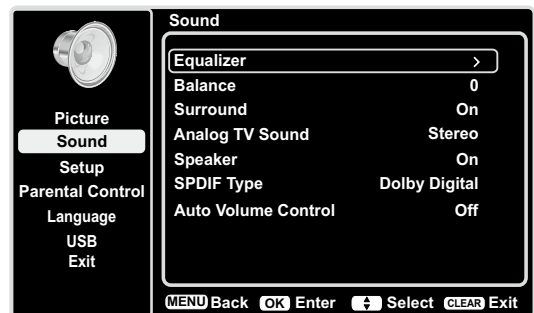 Sound
Picture
Sound
Setup
Parental Control
Language
USB
Exit
Equalizer >
Balance 0
Surround On
Analog TV Sound Stereo
Speaker On
SPDIF Type Dolby Digital
Auto Volume Control Off
MENU Back OK Enter Select CLEAR Exit